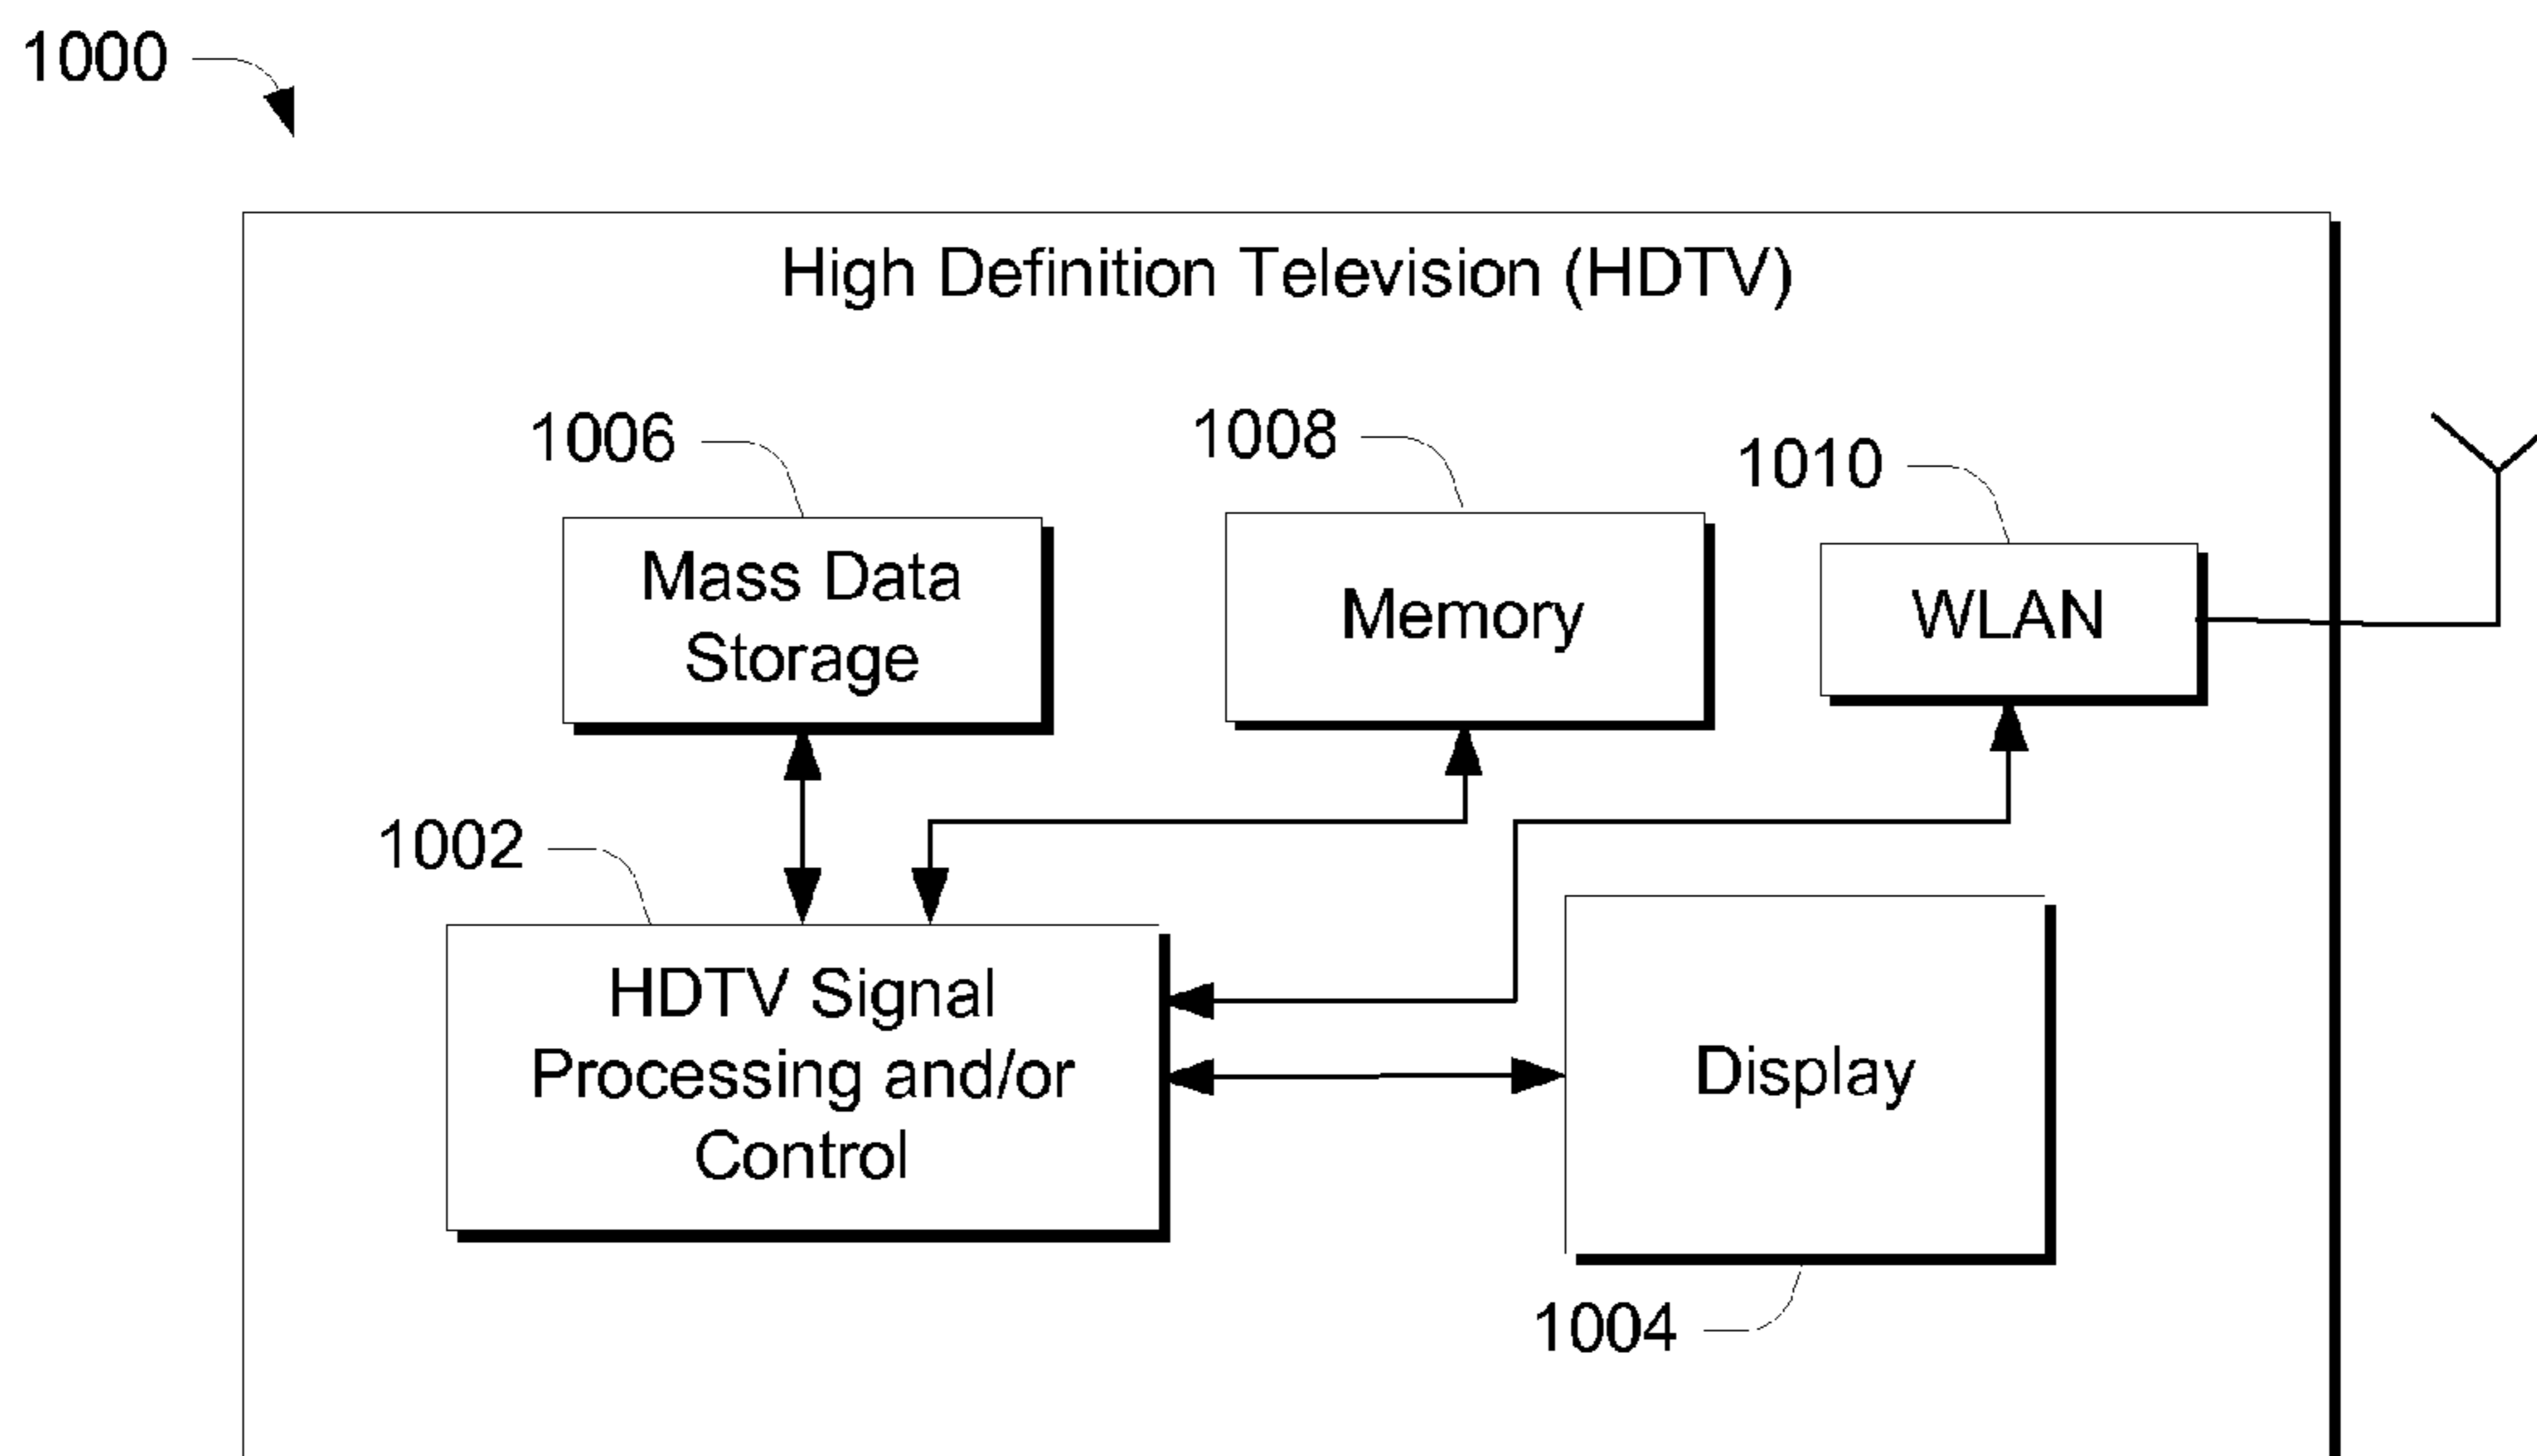 1000
High Definition Television (HDTV)
1006
1008
1010
Mass Data
Storage
Memory
WLAN
1002
HDTV Signal
Processing and/or
Control
Display
1004